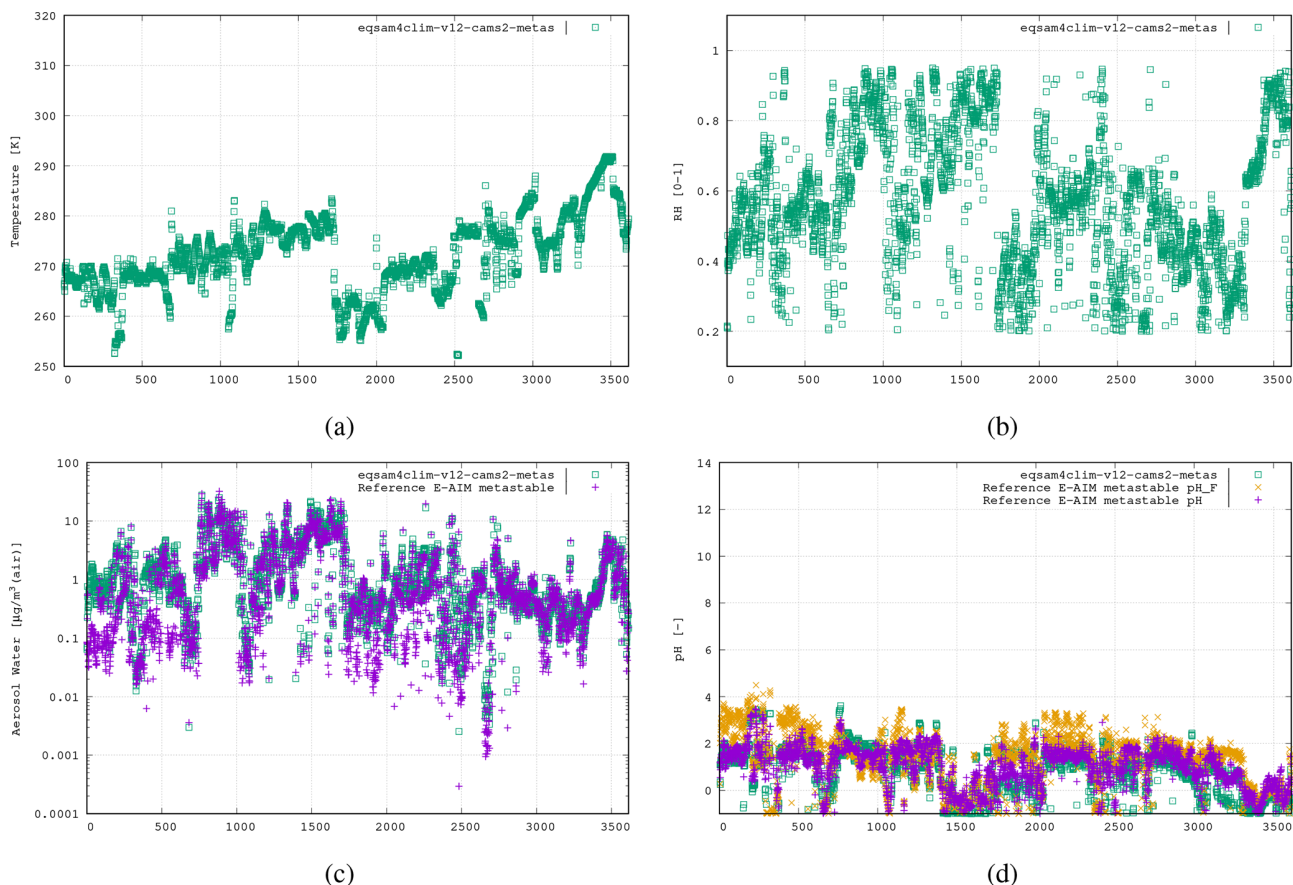 eqsam4clim-v12-cams2-metas
320
310
300
290
280
270
260
250
Temperature [K]
0 500 1000 1500 2000 2500 3000 3500
(a)
eqsam4clim-v12-cams2-metas
1
0.8
0.6
0.4
0.2
RH [0-1]
0 500 1000 1500 2000 2500 3000 3500
(b)
eqsam4clim-v12-cams2-metas
Reference E-AIM metastable
100
10
1
0.1
0.01
0.001
0.0001
Aerosol Water [µg/m³(air)]
0 500 1000 1500 2000 2500 3000 3500
(c)
eqsam4clim-v12-cams2-metas
Reference E-AIM metastable pH_F
Reference E-AIM metastable pH
14
12
10
8
6
4
2
0
pH [-]
0 500 1000 1500 2000 2500 3000 3500
(d)